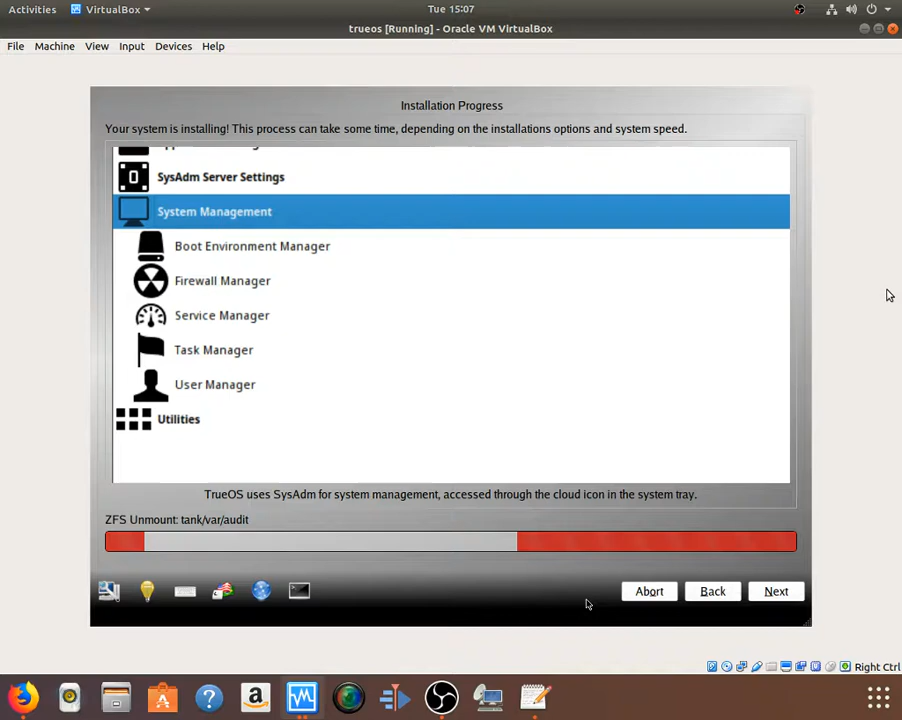 Activities VirtualBox Tue 15:07
trueos [Running] - Oracle VM VirtualBox
File Machine View Input Devices Help
Installation Progress
Your system is installing! This process can take some time, depending on the installations options and system speed.
SysAdm Server Settings
System Management
Boot Environment Manager
Firewall Manager
Service Manager
Task Manager
User Manager
Utilities
TrueOS uses SysAdm for system management, accessed through the cloud icon in the system tray.
ZFS Unmount: tank/var/audit
Abort Back Next
Right Ctrl